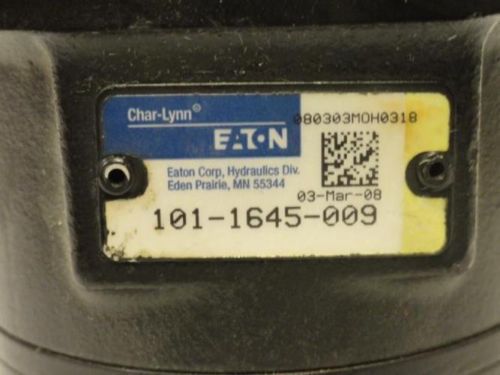 Char-Lynn®
EATON
080303MOH0318
Eaton Corp, Hydraulics Div.
Eden Prairie, MN 55344
03-Mar-08
101-1645-009